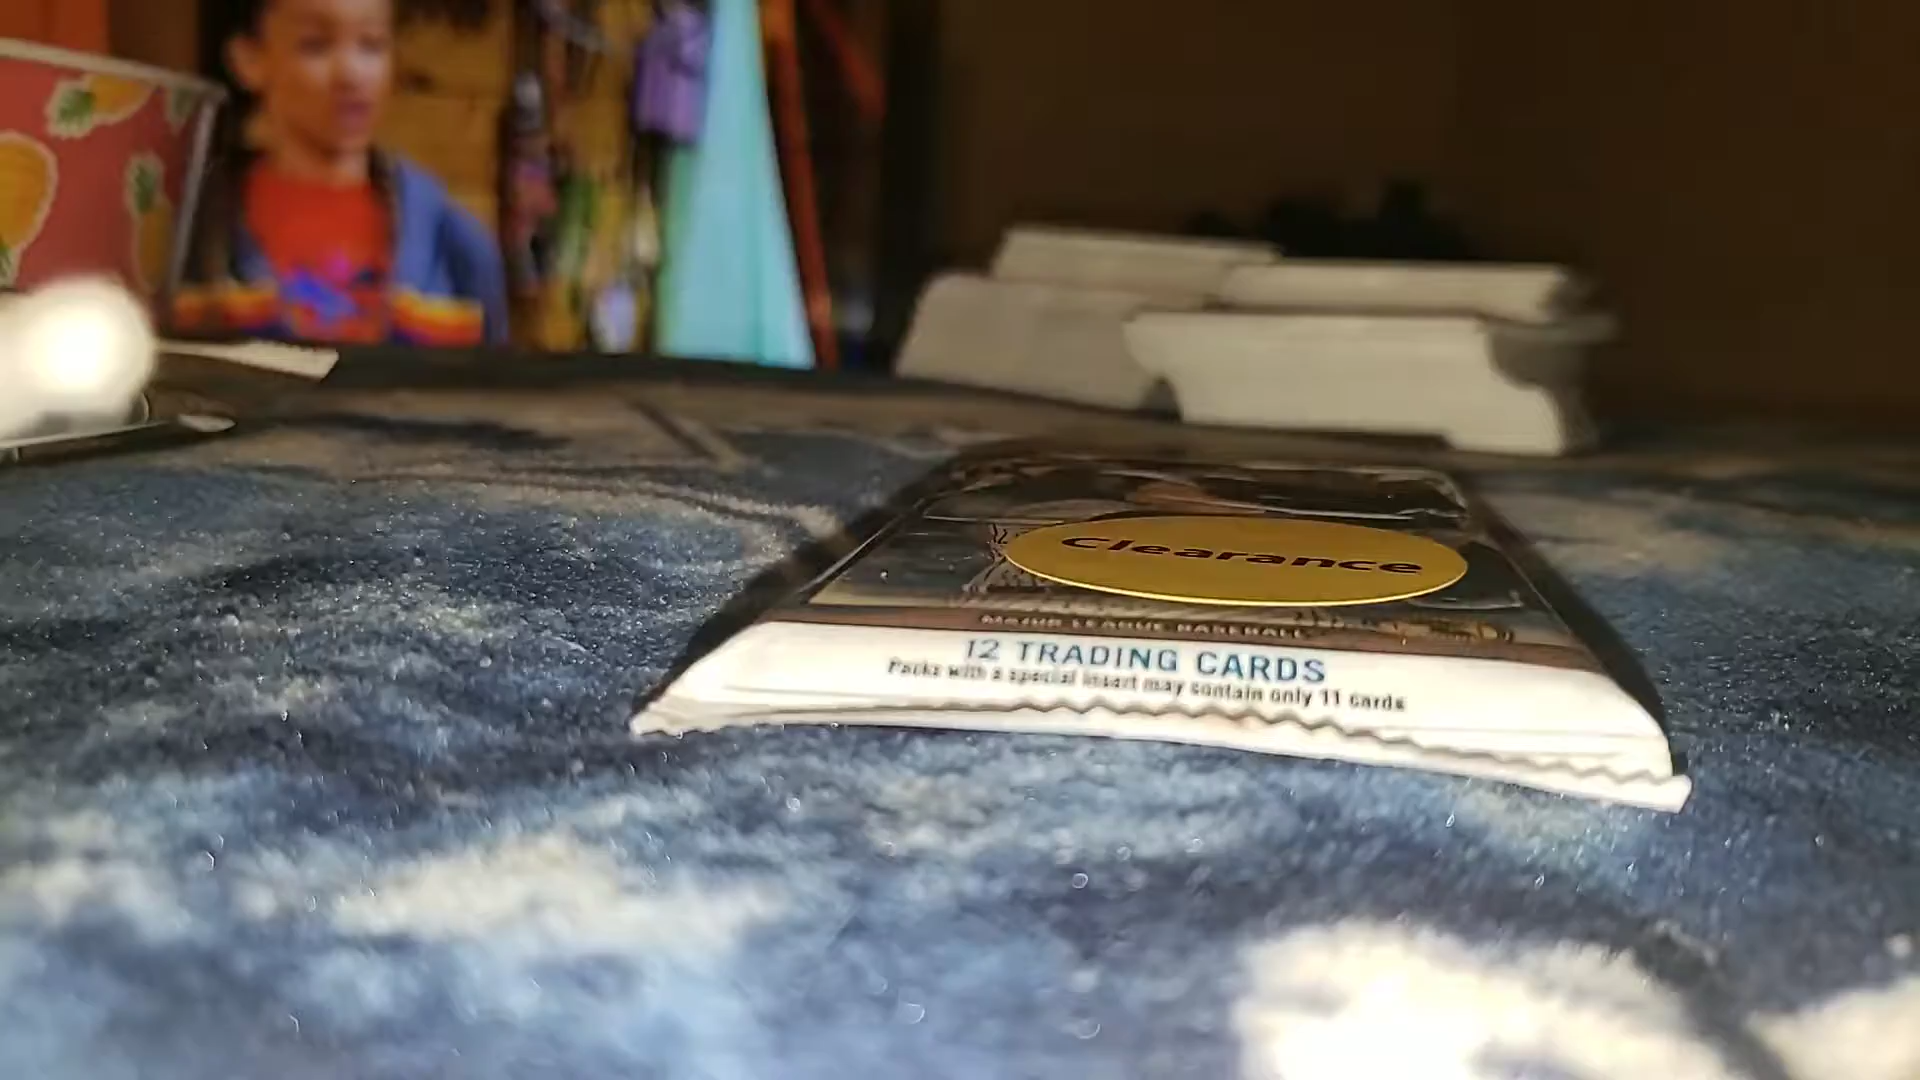 Clearance
MAJOR LEAGUE BASEBALL
12 TRADING CARDS
Packs with a special insert may contain only 11 cards